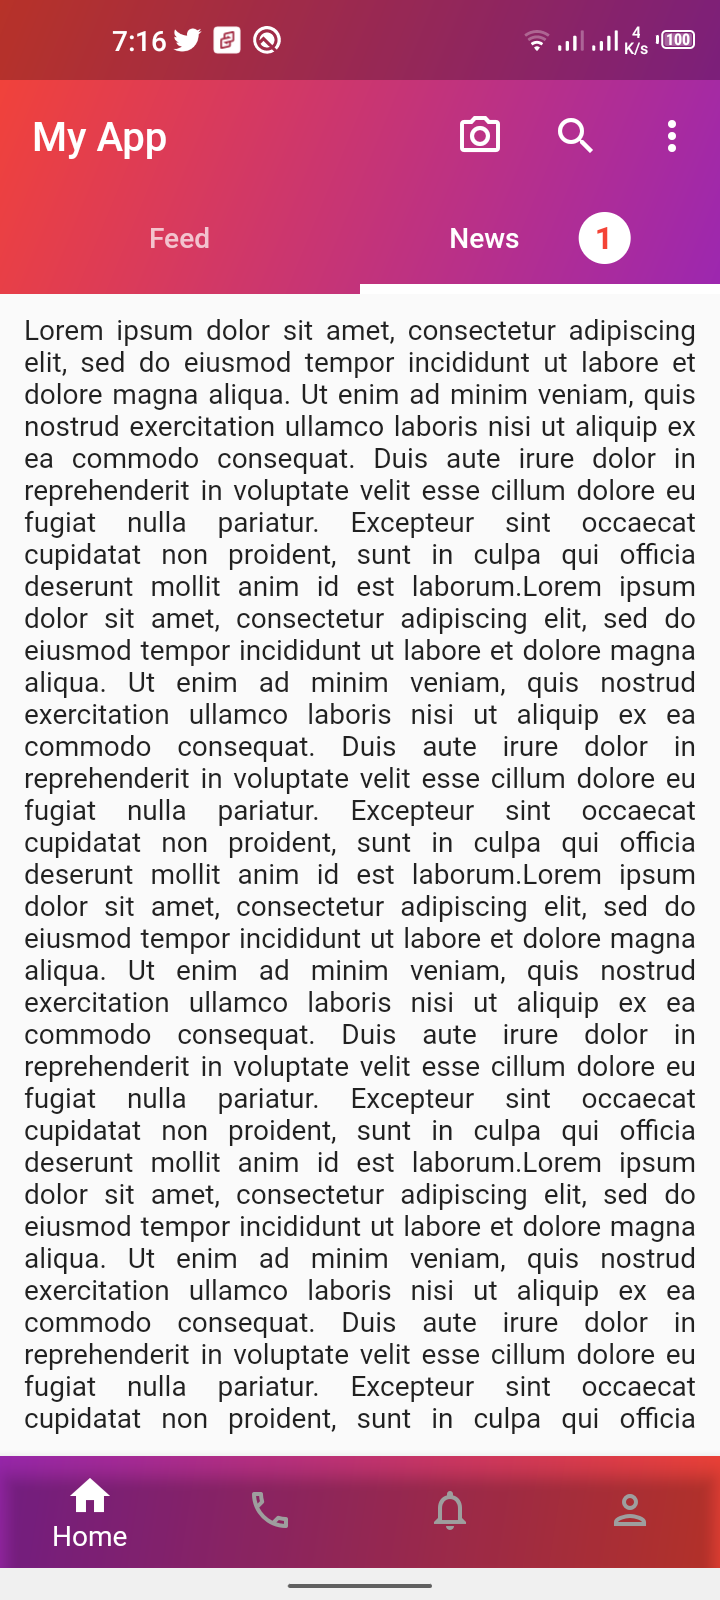 7:16
4
K/s
100
My App
Feed
News
1
Lorem ipsum dolor sit amet, consectetur adipiscing
elit, sed do eiusmod tempor incididunt ut labore et
dolore magna aliqua. Ut enim ad minim veniam, quis
nostrud exercitation ullamco laboris nisi ut aliquip ex
ea commodo consequat. Duis aute irure dolor in
reprehenderit in voluptate velit esse cillum dolore eu
fugiat nulla pariatur. Excepteur sint occaecat
cupidatat non proident, sunt in culpa qui officia
deserunt mollit anim id est laborum.Lorem ipsum
dolor sit amet, consectetur adipiscing elit, sed do
eiusmod tempor incididunt ut labore et dolore magna
aliqua. Ut enim ad minim veniam, quis nostrud
exercitation ullamco laboris nisi ut aliquip ex ea
commodo consequat. Duis aute irure dolor in
reprehenderit in voluptate velit esse cillum dolore eu
fugiat nulla pariatur. Excepteur sint occaecat
cupidatat non proident, sunt in culpa qui officia
deserunt mollit anim id est laborum.Lorem ipsum
dolor sit amet, consectetur adipiscing elit, sed do
eiusmod tempor incididunt ut labore et dolore magna
aliqua. Ut enim ad minim veniam, quis nostrud
exercitation ullamco laboris nisi ut aliquip ex ea
commodo consequat. Duis aute irure dolor in
reprehenderit in voluptate velit esse cillum dolore eu
fugiat nulla pariatur. Excepteur sint occaecat
cupidatat non proident, sunt in culpa qui officia
deserunt mollit anim id est laborum.Lorem ipsum
dolor sit amet, consectetur adipiscing elit, sed do
eiusmod tempor incididunt ut labore et dolore magna
aliqua. Ut enim ad minim veniam, quis nostrud
exercitation ullamco laboris nisi ut aliquip ex ea
commodo consequat. Duis aute irure dolor in
reprehenderit in voluptate velit esse cillum dolore eu
fugiat nulla pariatur. Excepteur sint occaecat
cupidatat non proident, sunt in culpa qui officia
Home